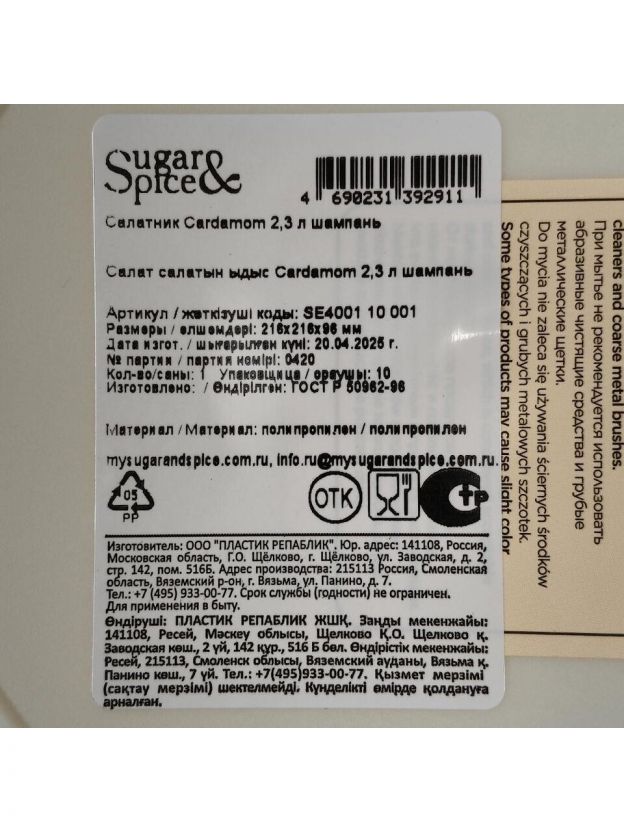 Sugar&
Spice
4 690231 392911
Салатник Cardamom 2,3 л шампань
Салат салатын ыдыс Cardamom 2,3 л шампань
Артикул / жеткізуші коды: SE4001 10 001
Размеры / өлшемдері: 216х216х96 мм
Дата изгот. / шығарылған күні: 20.04.2025 г.
№ партии / партия нөмірі: 0420
Кол-во/саны: 1 Упаковщица / ораушы: 10
Изготовлено: / Өндірілген: ГОСТ Р 50962-96
Материал / Материал: полипропилен / полипропилен
mysugarandspice.com.ru, info.ru@mysugarandspice.com.ru.
05
PP
ОТК
Изготовитель: ООО "ПЛАСТИК РЕПАБЛИК". Юр. адрес: 141108, Россия,
Московская область, Г.О. Щёлково, г. Щёлково, ул. Заводская, д. 2,
стр. 142, пом. 516Б. Адрес производства: 215113 Россия, Смоленская
область, Вяземский р-он, г. Вязьма, ул. Панино, д. 7.
Тел.: +7 (495) 933-00-77. Срок службы (годности) не ограничен.
Для применения в быту.
Өндіруші: ПЛАСТИК РЕПАБЛИК ЖШҚ. Заңды мекенжайы:
141108, Ресей, Мәскеу облысы, Щелково Қ.О. Щелково қ.
Заводская көш., 2 үй, 142 құр., 516 Б бөл. Өндірістік мекенжайы:
Ресей, 215113, Смоленск облысы, Вязьма ауданы, Вязьма қ.
Панино көш., 7 үй. Тел.: +7(495)933-00-77. Қызмет мерзімі
(сақтау мерзімі) шектелмейді. Күнделікті өмірде қолдануға
арналған.
cleaners and coarse metal brushes.
При мытье не рекомендуется использовать
абразивные чистящие средства и грубые
металлические щетки.
Do mycia nie zaleca się używania ściernych środków
czyszczących i grubych metalowych szczotek.
Some types of products may cause slight color